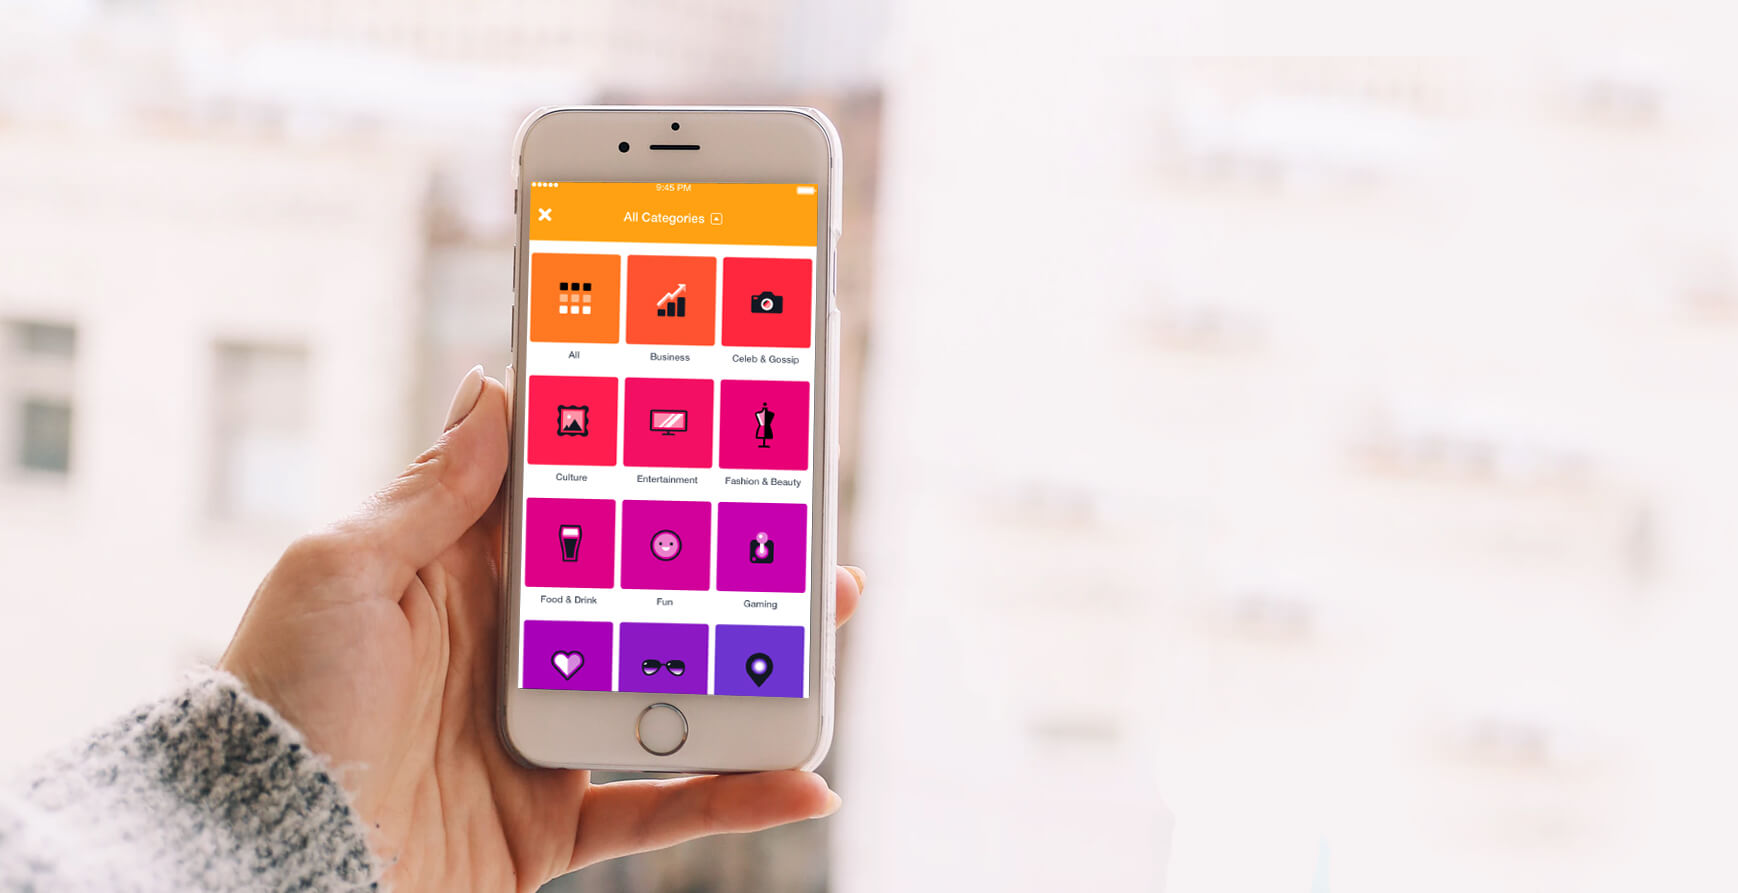 9:45 PM
All Categories
All
Business
Celeb & Gossip
Culture
Entertainment
Fashion & Beauty
Food & Drink
Fun
Gaming